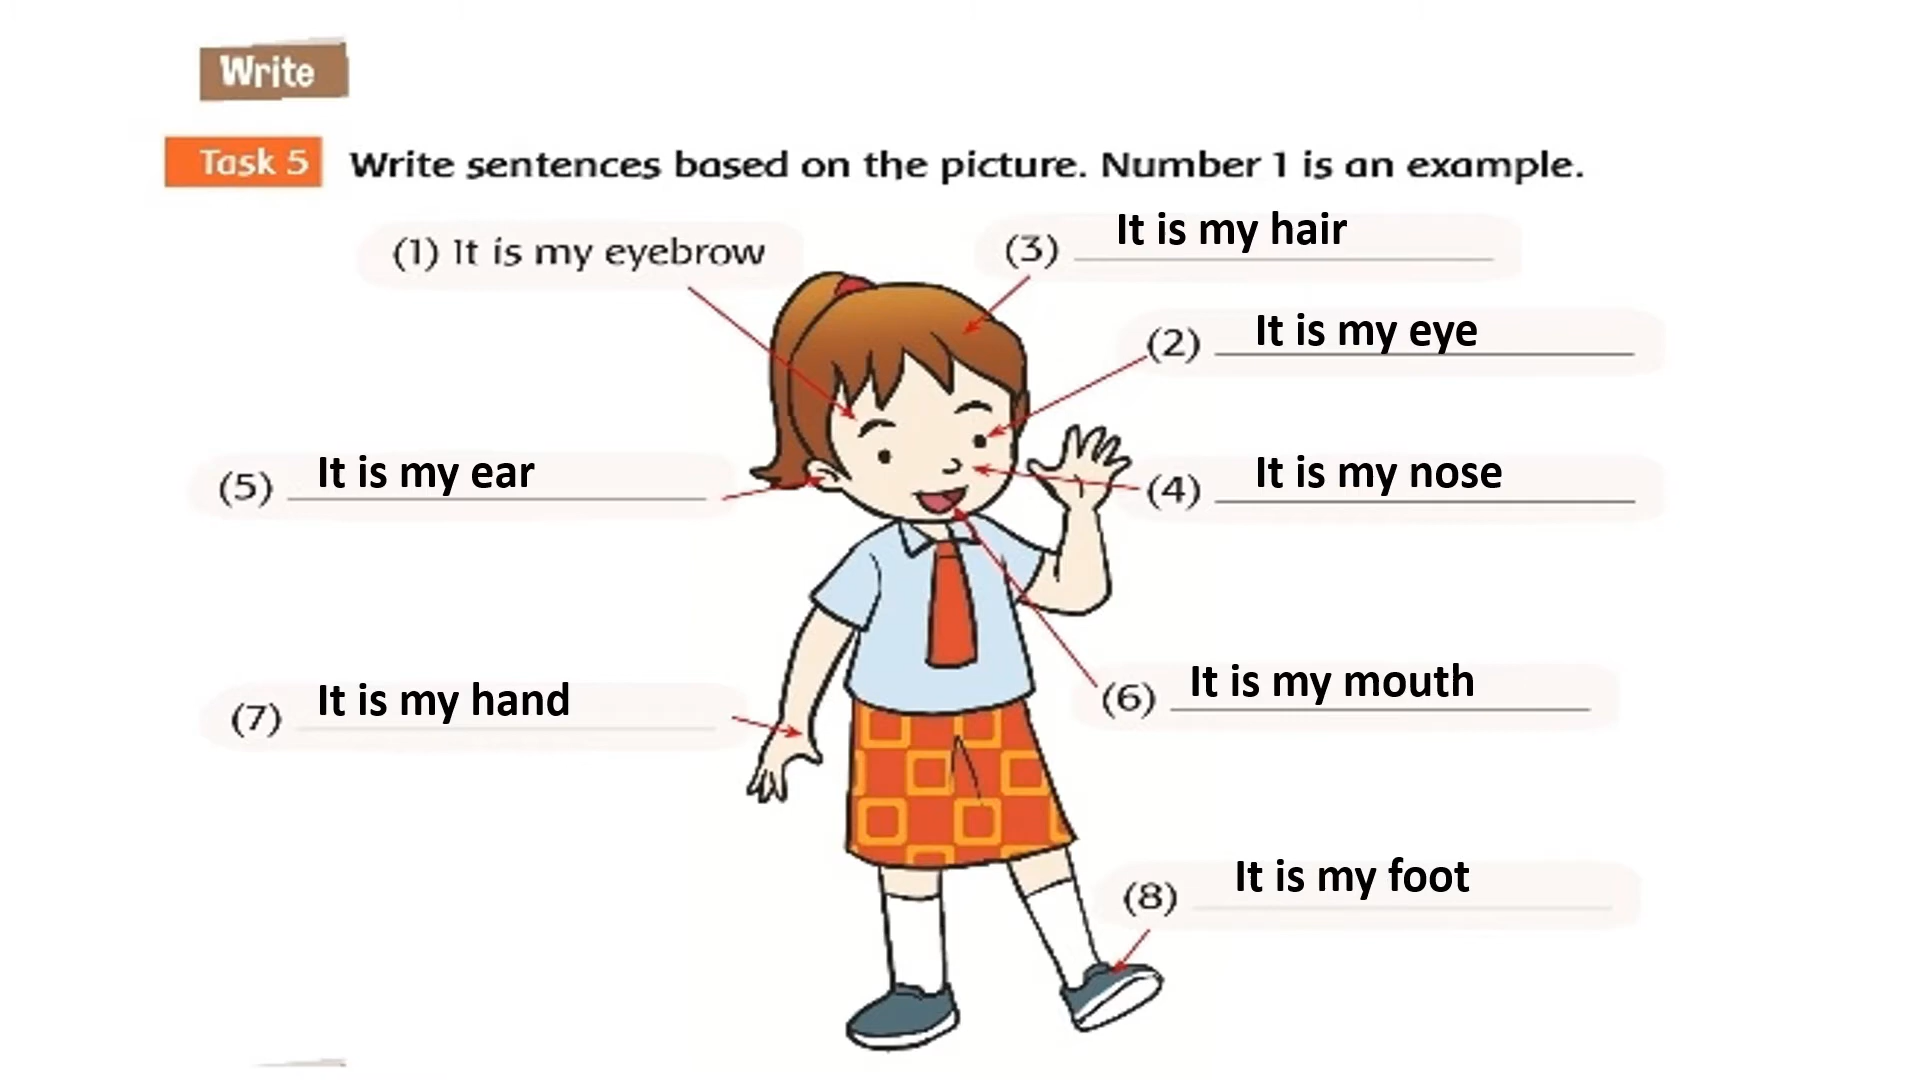 Write
Task 5 Write sentences based on the picture. Number 1 is an example.
(1) It is my eyebrow
(3) It is my hair
(2) It is my eye
(5) It is my ear
(4) It is my nose
(7) It is my hand
(6) It is my mouth
(8) It is my foot